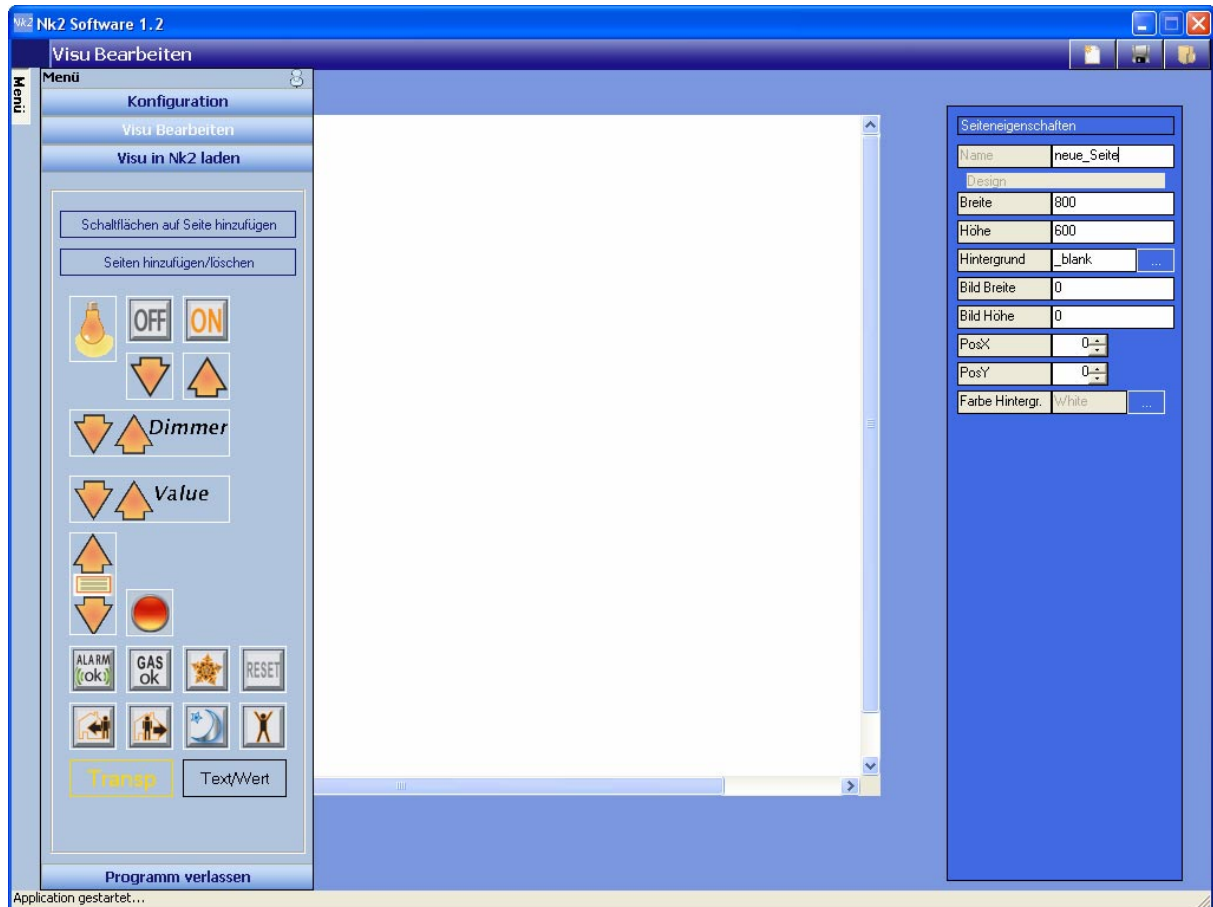 Nk2 Nk2 Software 1.2
Visu Bearbeiten
Menü
Menü
Konfiguration
Visu Bearbeiten
Visu in Nk2 laden
Schaltflächen auf Seite hinzufügen
Seiten hinzufügen/löschen
OFF ON
Dimmer
Value
ALARM
((ok))
GAS
ok
RESET
Transp Text/Wert
Programm verlassen
Seiteneigenschaften
Name neue_Seite
Design
Breite 800
Höhe 600
Hintergrund _blank ...
Bild Breite 0
Bild Höhe 0
PosX 0
PosY 0
Farbe Hintergr. White ...
Application gestartet...